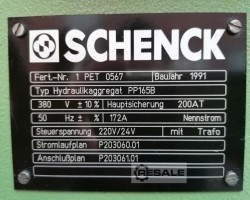 SCHENCK
Fert.-Nr. 1 PET 0567 Baujahr 1991
Typ Hydraulikaggregat PP165B
380 V ± 10% Hauptsicherung 200AT
50 Hz ± % 172A Nennstrom
Steuerspannung 220V/24V mit Trafo
Stromlaufplan P203060.01
Anschlußplan P203061.01
RESALE